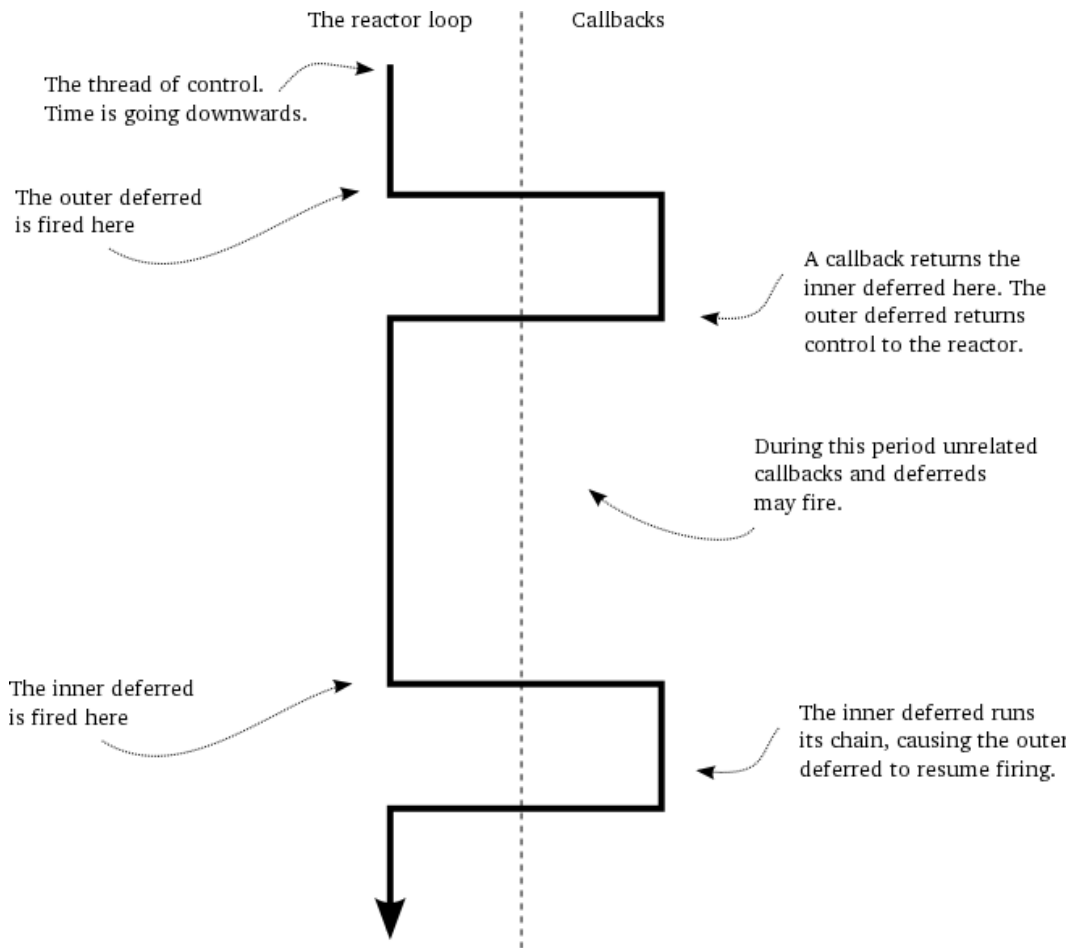 The reactor loop
Callbacks
The thread of control.
Time is going downwards.
The outer deferred
is fired here
A callback returns the
inner deferred here. The
outer deferred returns
control to the reactor.
During this period unrelated
callbacks and deferreds
may fire.
The inner deferred
is fired here
The inner deferred runs
its chain, causing the outer
deferred to resume firing.